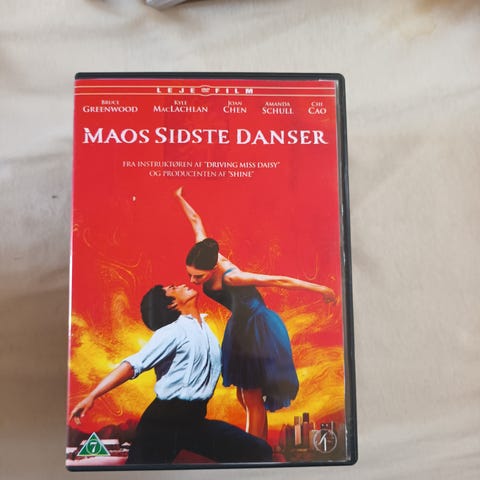 LEJE DVD FILM
BRUCE GREENWOOD
KYLE MACLACHLAN
JOAN CHEN
AMANDA SCHULL
CHI CAO
MAOS SIDSTE DANSER
FRA INSTRUKTØREN AF "DRIVING MISS DAISY"
OG PRODUCENTEN AF "SHINE"
7